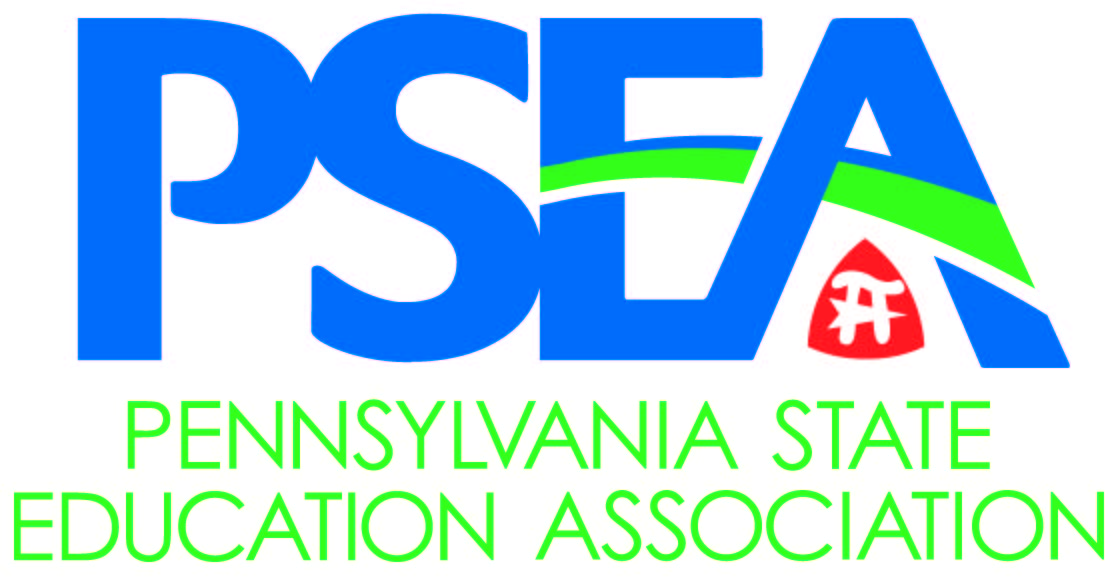 PSEA
PENNSYLVANIA STATE
EDUCATION ASSOCIATION